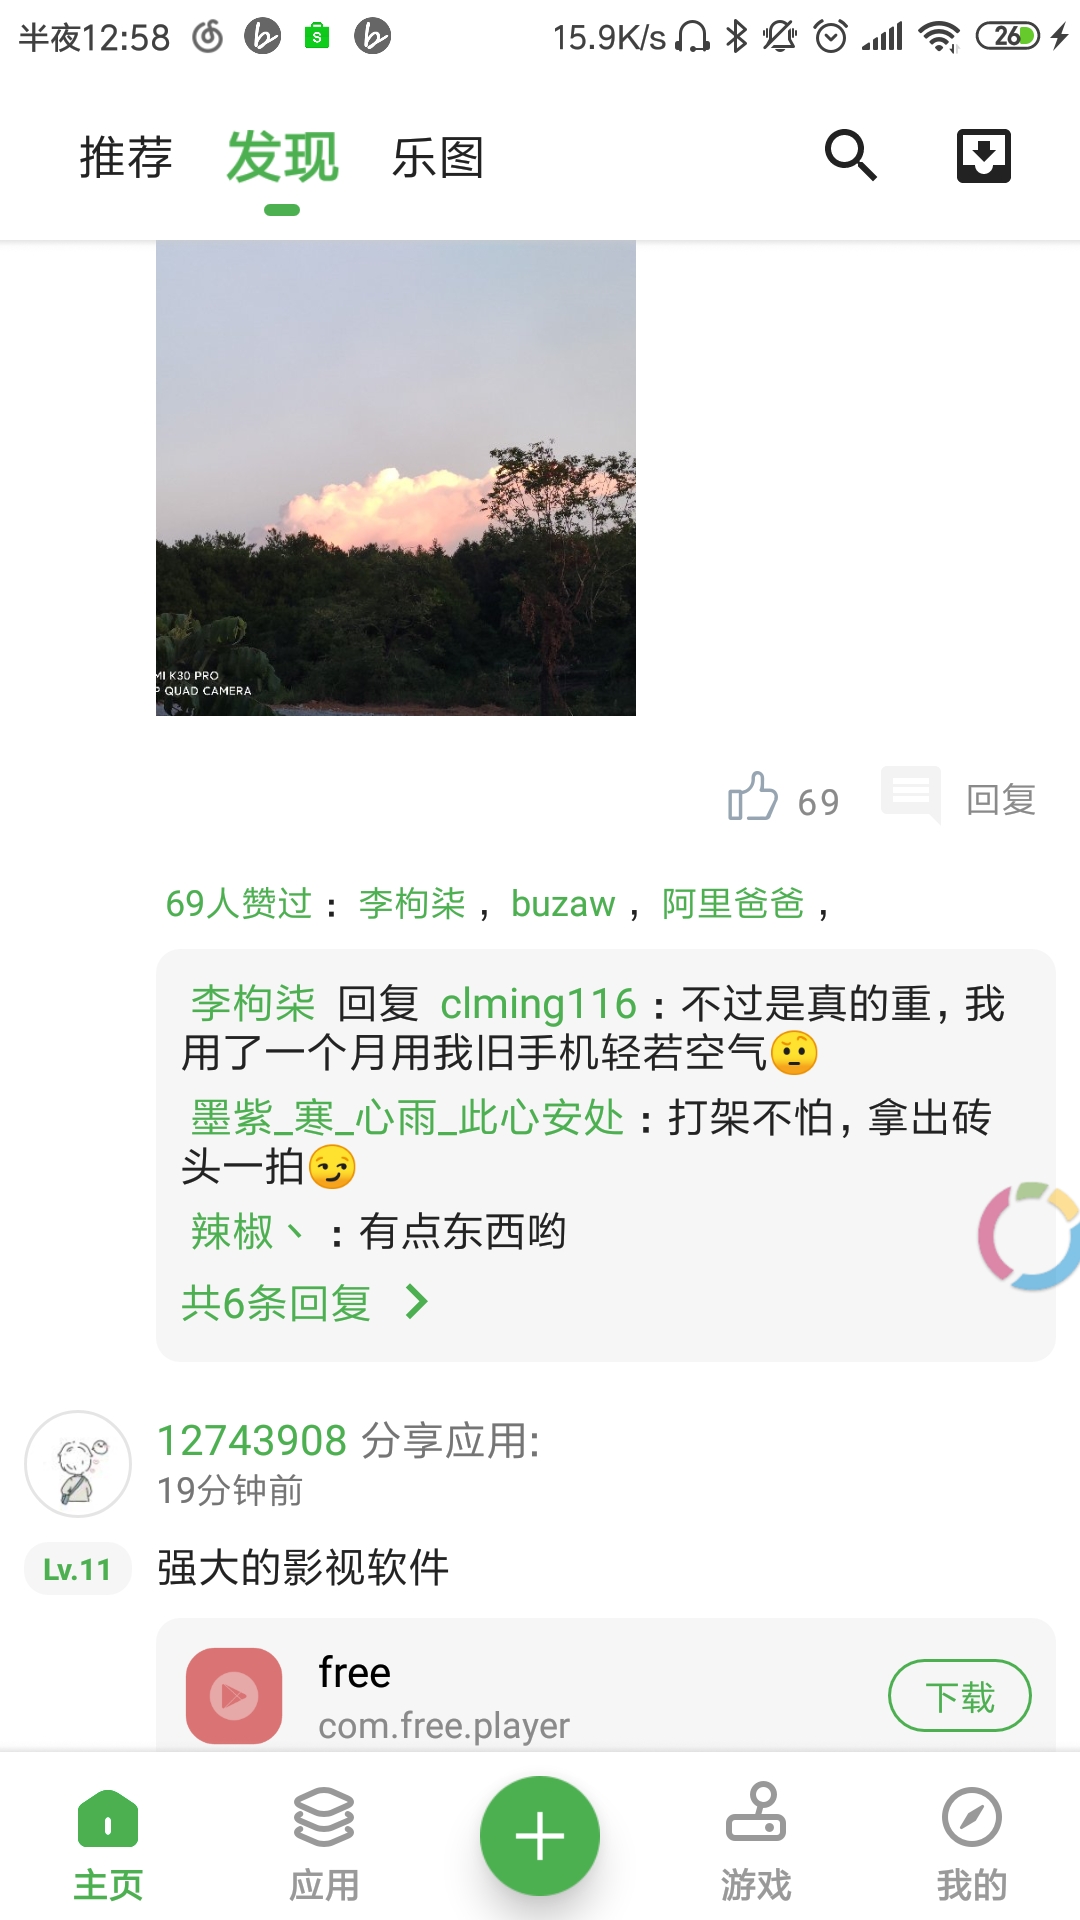 半夜12:58
15.9K/s
26
推荐 发现 乐图
MI K30 PRO
P QUAD CAMERA
69 回复
69人赞过：李枸柒， buzaw， 阿里爸爸，
李枸柒 回复 clming116：不过是真的重，我
用了一个月用我旧手机轻若空气🤨
墨紫_寒_心雨_此心安处：打架不怕，拿出砖
头一拍😏
辣椒丶：有点东西哟
共6条回复
12743908 分享应用:
19分钟前
Lv.11 强大的影视软件
free
com.free.player
下载
主页 应用 游戏 我的